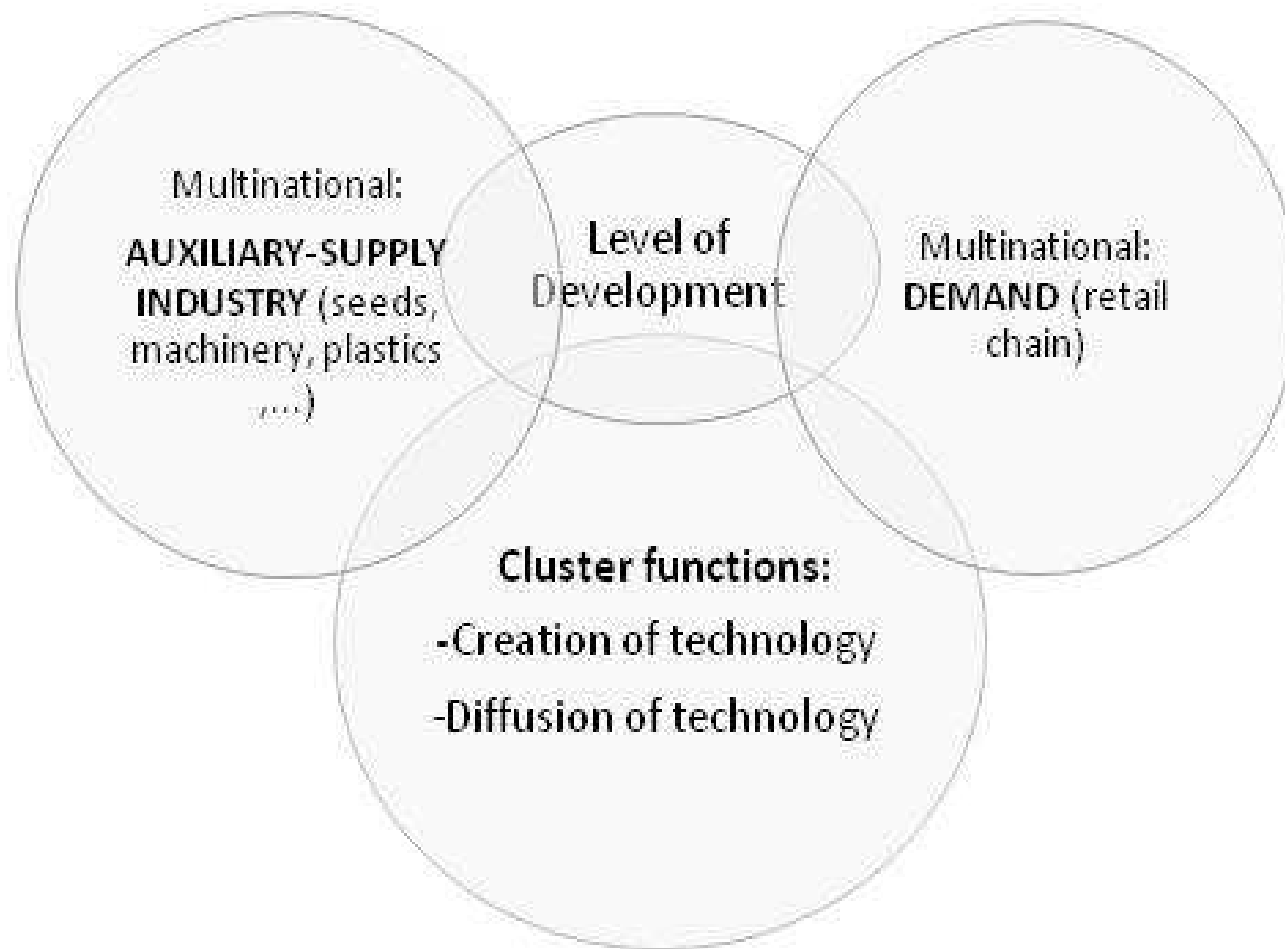 Multinational:
AUXILIARY-SUPPLY
INDUSTRY (seeds,
machinery, plastics
,....)
Level of
Development
Multinational:
DEMAND (retail
chain)
Cluster functions:
-Creation of technology
-Diffusion of technology